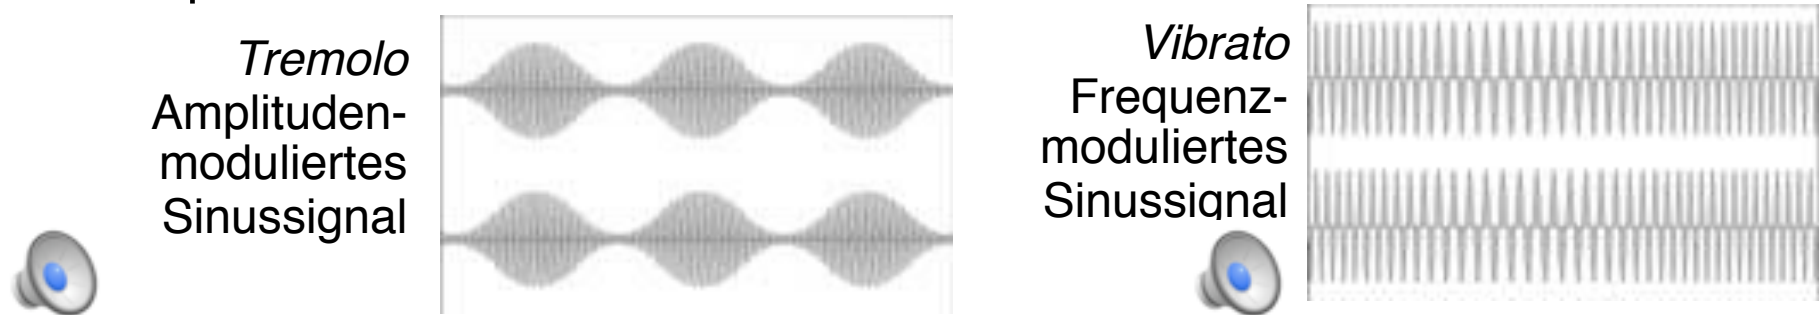 Tremolo
Amplituden-
moduliertes
Sinussignal
Vibrato
Frequenz-
moduliertes
Sinussignal